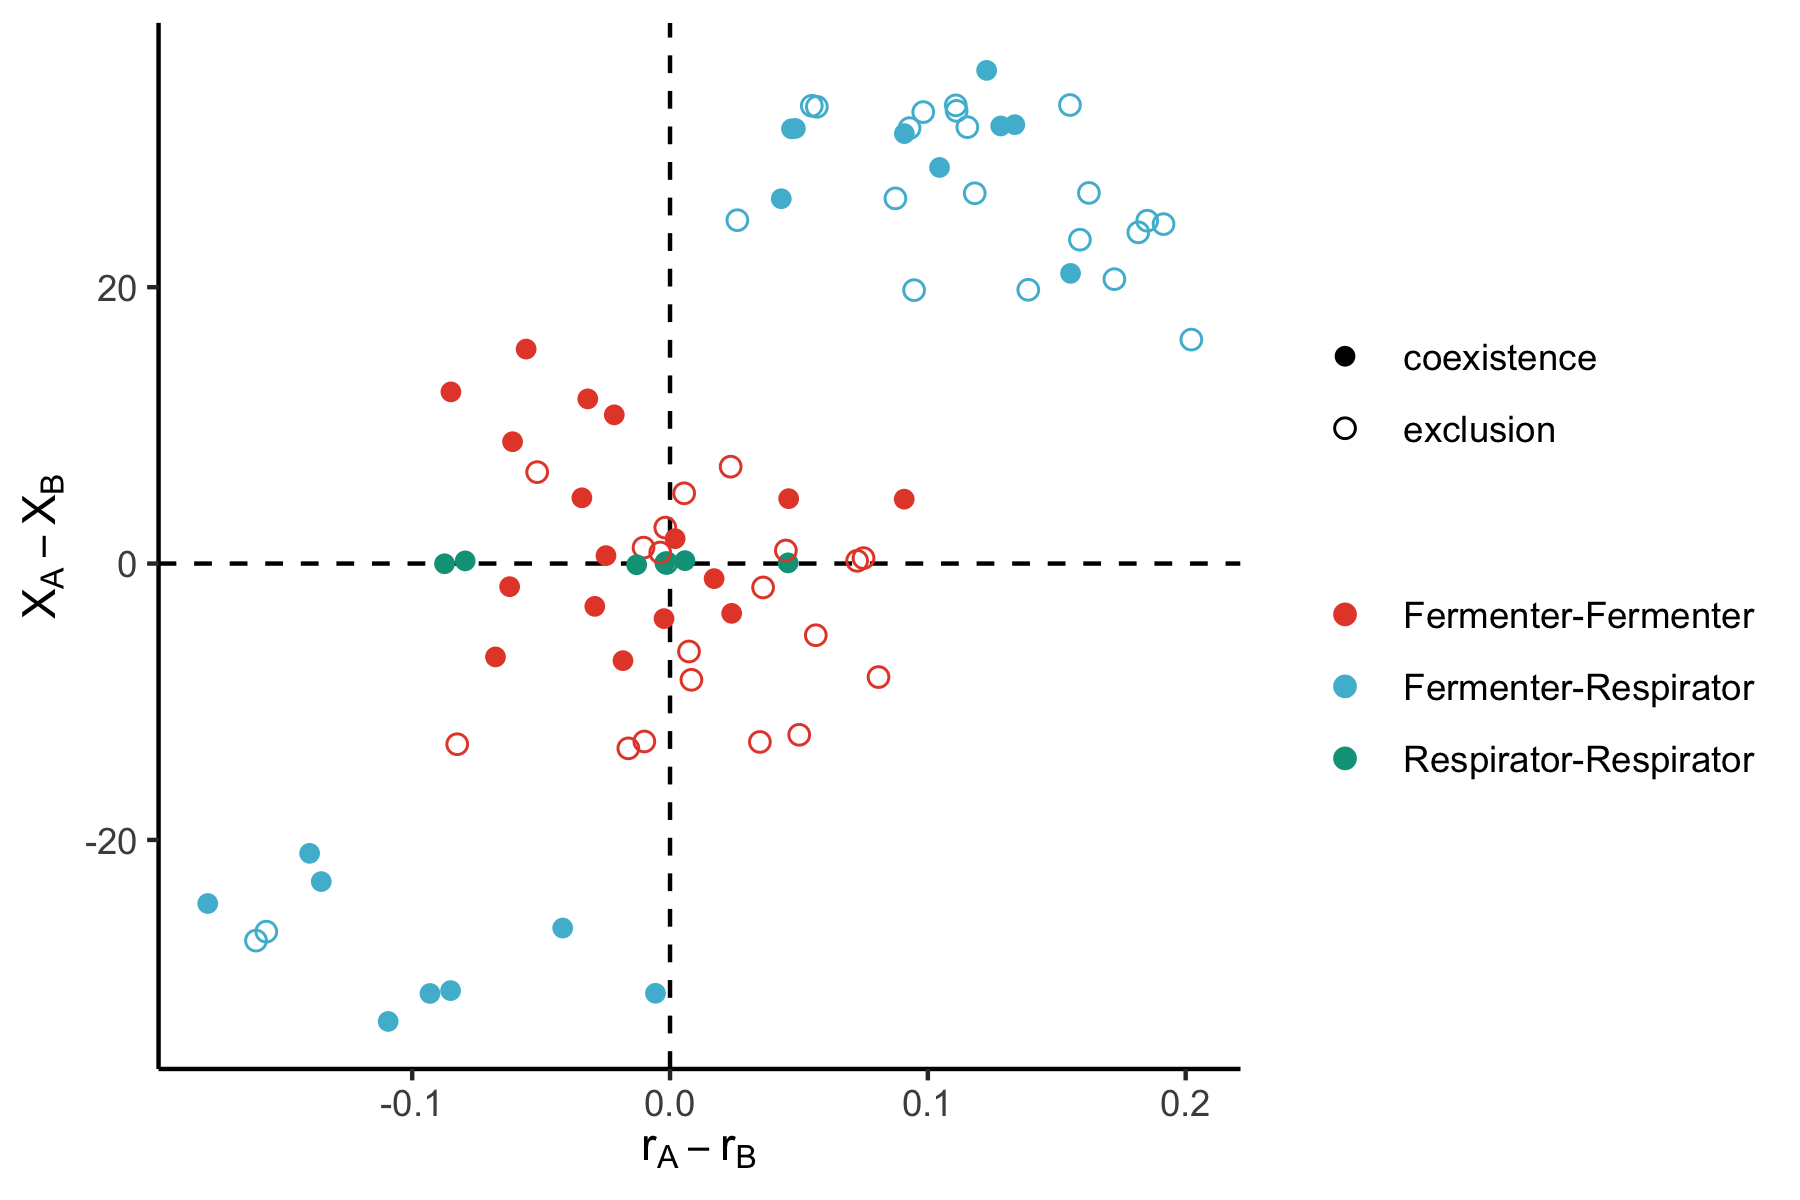 20
0
-20
X_A – X_B
-0.1
0.0
0.1
0.2
r_A – r_B
coexistence
exclusion
Fermenter-Fermenter
Fermenter-Respirator
Respirator-Respirator